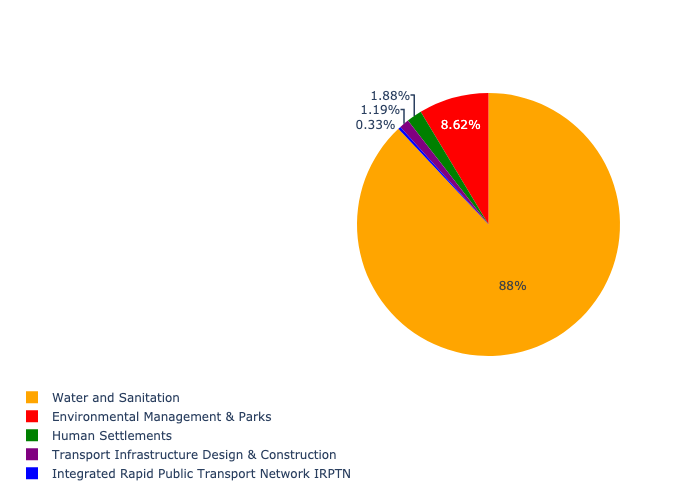 1.88%
1.19%
0.33%
8.62%
88%
Water and Sanitation
Environmental Management & Parks
Human Settlements
Transport Infrastructure Design & Construction
Integrated Rapid Public Transport Network IRPTN